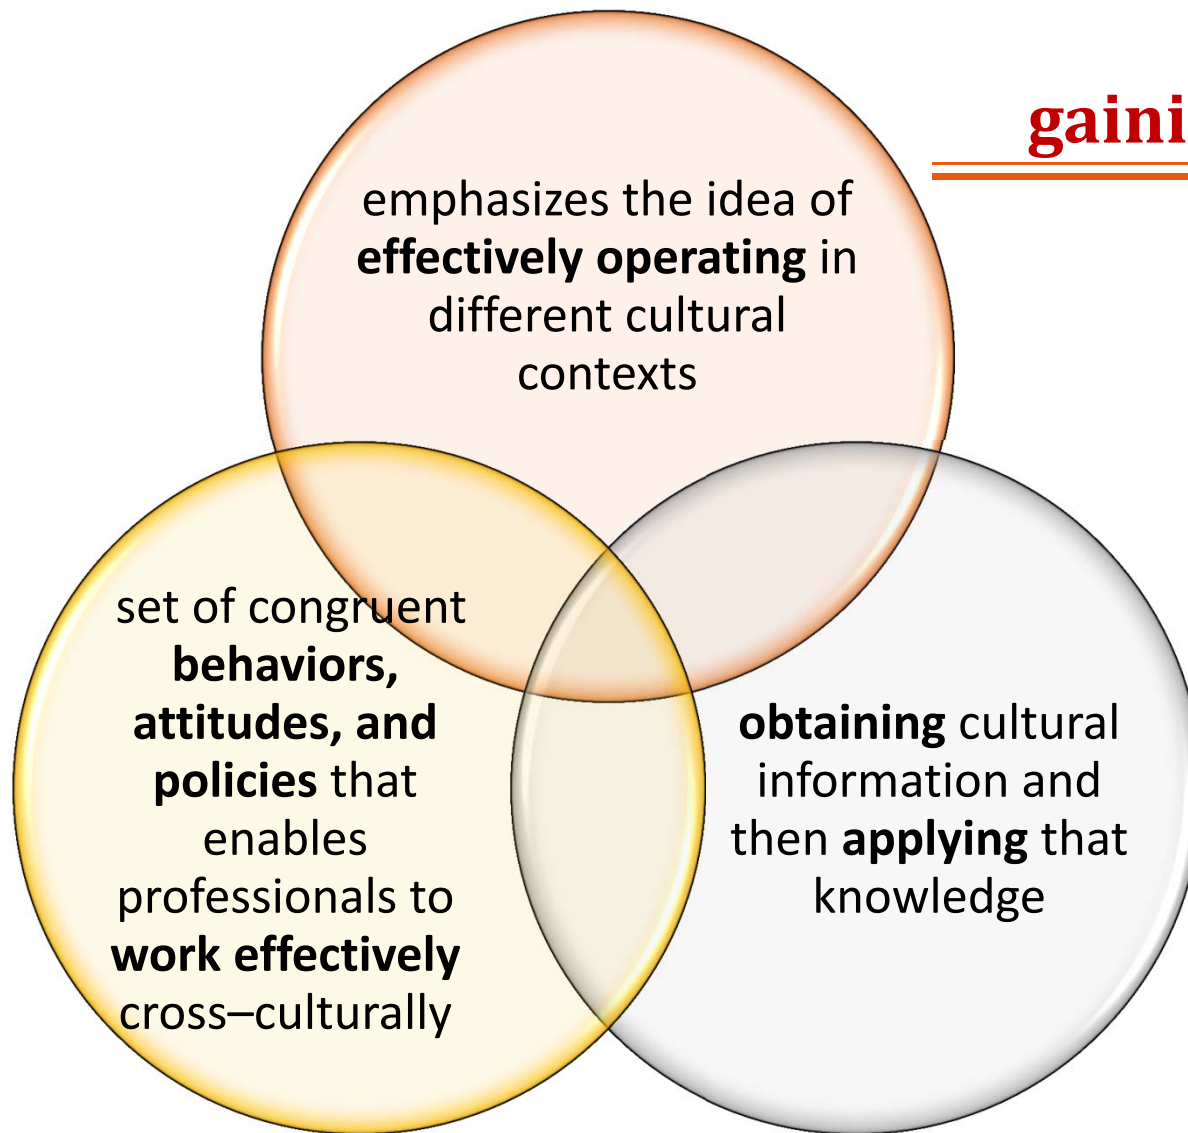 gaini
emphasizes the idea of
effectively operating in
different cultural
contexts
set of congruent
behaviors,
attitudes, and
policies that
enables
professionals to
work effectively
cross–culturally
obtaining cultural
information and
then applying that
knowledge